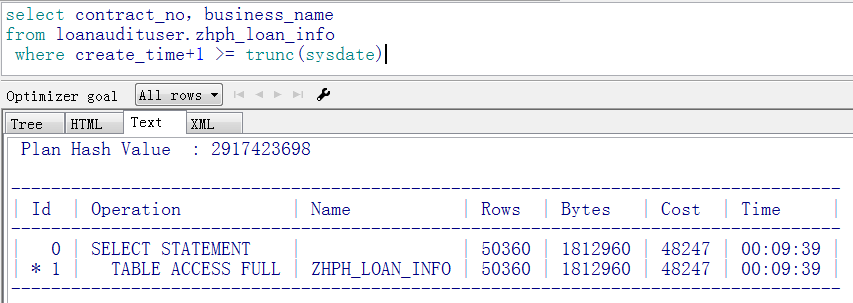 select contract_no，business_name
from loanaudituser.zhph_loan_info
where create_time+1 >= trunc(sysdate)
Optimizer goal All rows
Tree HTML Text XML
Plan Hash Value : 2917423698
------------------------------------------------------------------------------------
| Id | Operation | Name | Rows | Bytes | Cost | Time |
------------------------------------------------------------------------------------
| 0 | SELECT STATEMENT | | 50360 | 1812960 | 48247 | 00:09:39 |
| * 1 | TABLE ACCESS FULL | ZHPH_LOAN_INFO | 50360 | 1812960 | 48247 | 00:09:39 |
------------------------------------------------------------------------------------